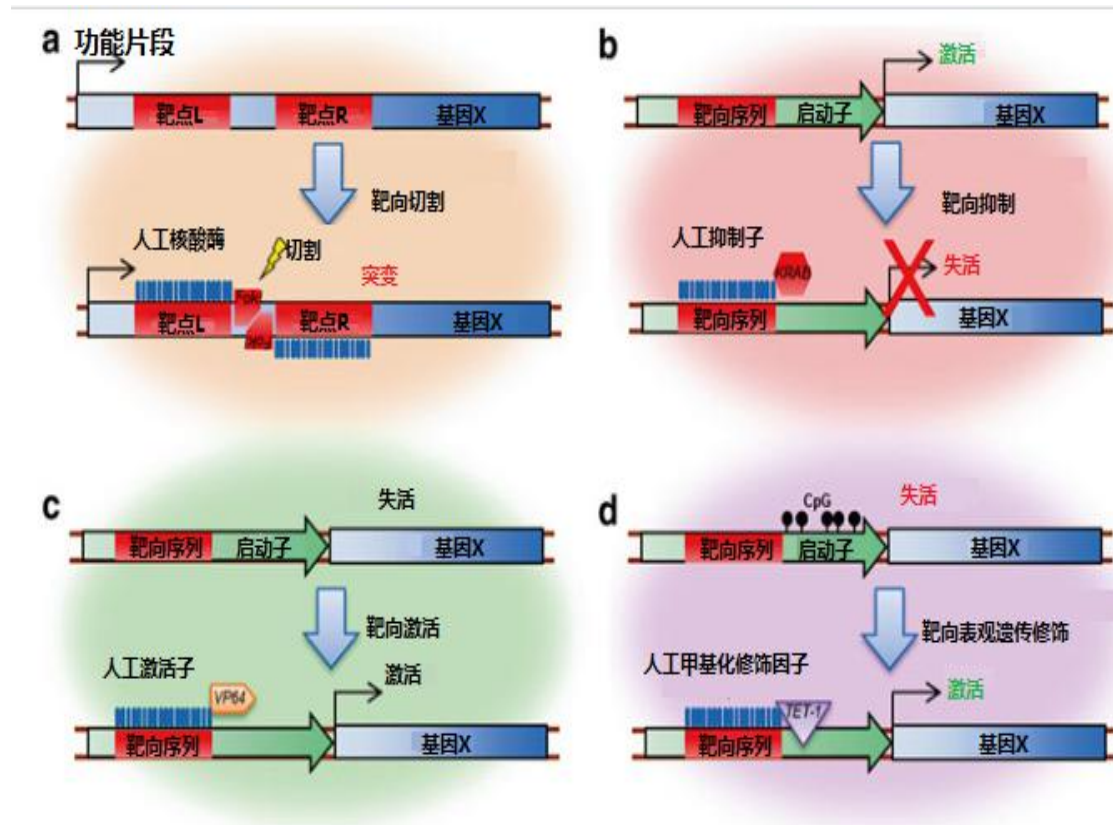 a 功能片段
靶点L 靶点R 基因X
靶向切割
人工核酸酶 切割 突变
FokI
靶点L 靶点R 基因X
FokI
b 激活
靶向序列 启动子 基因X
靶向抑制
人工抑制子 KRAB 失活
靶向序列 基因X
c 失活
靶向序列 启动子 基因X
靶向激活
人工激活子 VP64 激活
靶向序列 基因X
d CpG 失活
靶向序列 启动子 基因X
靶向表观遗传修饰
人工甲基化修饰因子 TET-1 激活
靶向序列 基因X